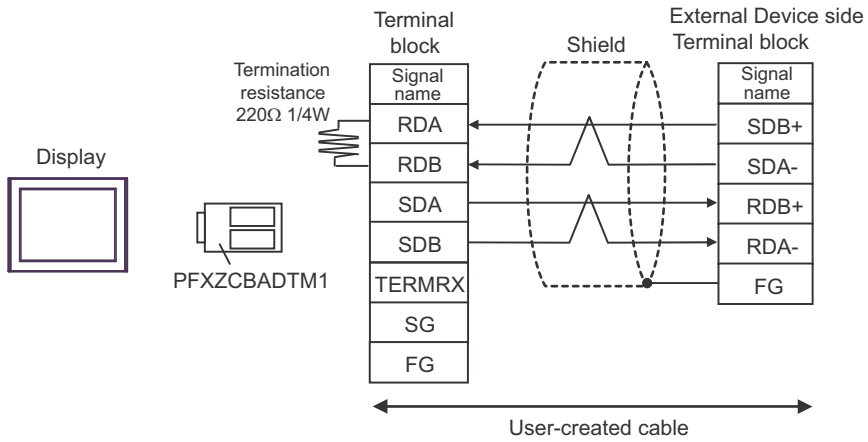 Terminal
block
External Device side
Terminal block
Shield
Termination
resistance
220Ω 1/4W
Signal
name
RDA
RDB
SDA
SDB
TERMRX
SG
FG
Signal
name
SDB+
SDA-
RDB+
RDA-
FG
Display
PFXZCBADTM1
User-created cable